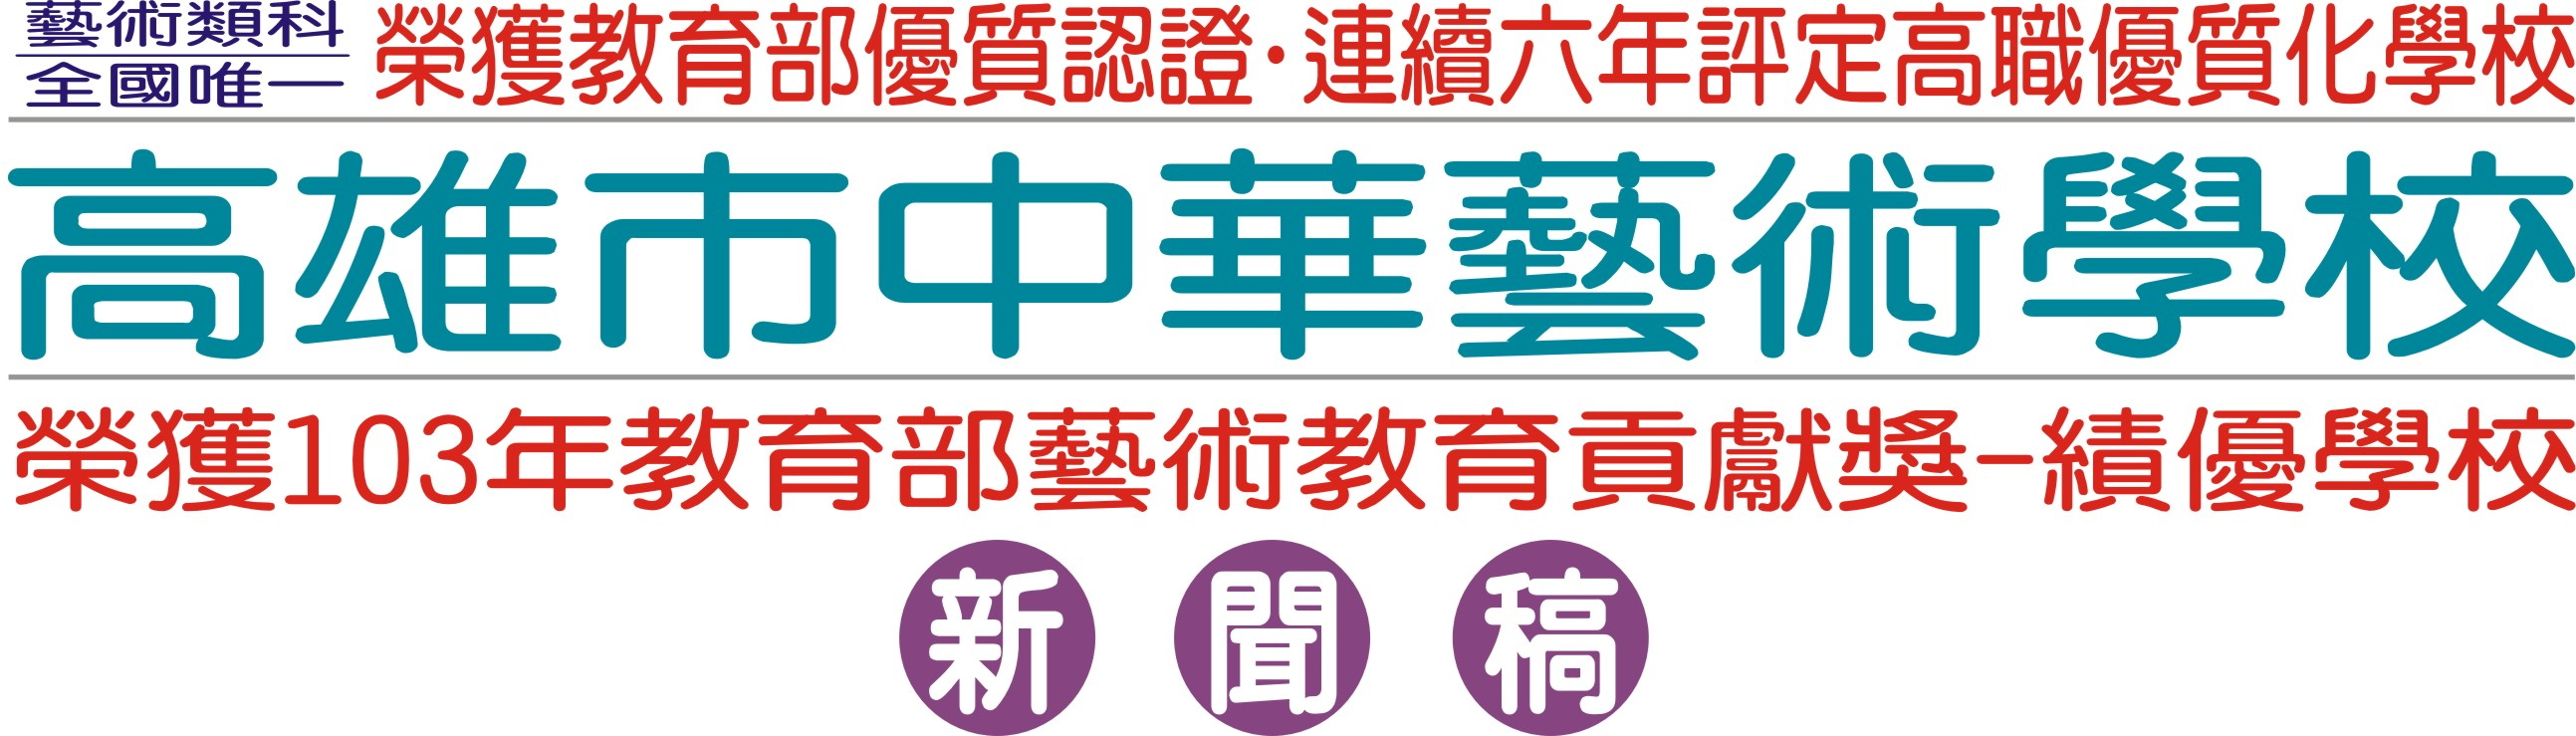 藝術類科
全國唯一
榮獲教育部優質認證·連續六年評定高職優質化學校
高雄市中華藝術學校
榮獲103年教育部藝術教育貢獻獎-績優學校
新聞稿